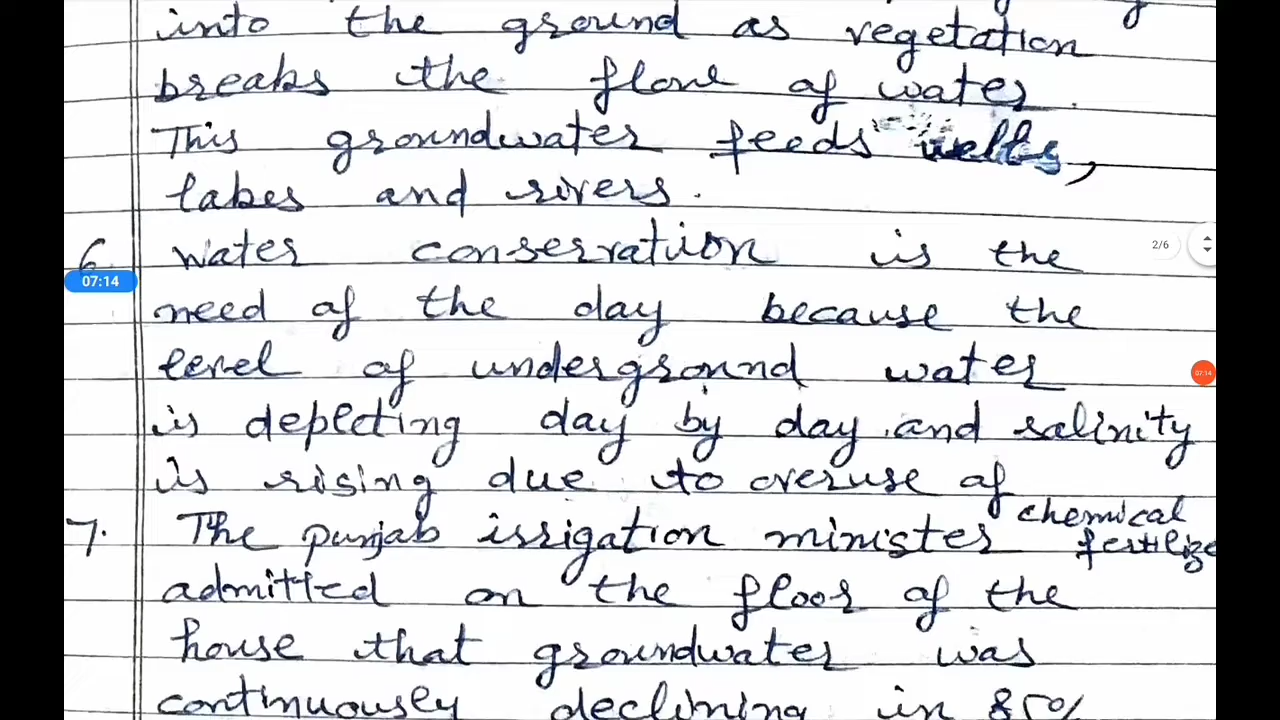 into the ground as vegetation
breaks the flow of water.
This groundwater feeds wells,
lakes and rivers.
6 Water conservation is the
2/6
07:14
need of the day because the
level of underground water
07:14
is depleting day by day and salinity
is rising due to overuse of
chemical
7. The Punjab irrigation minister fertilize
admitted on the floor of the
house that groundwater was
continuously declining in 85%